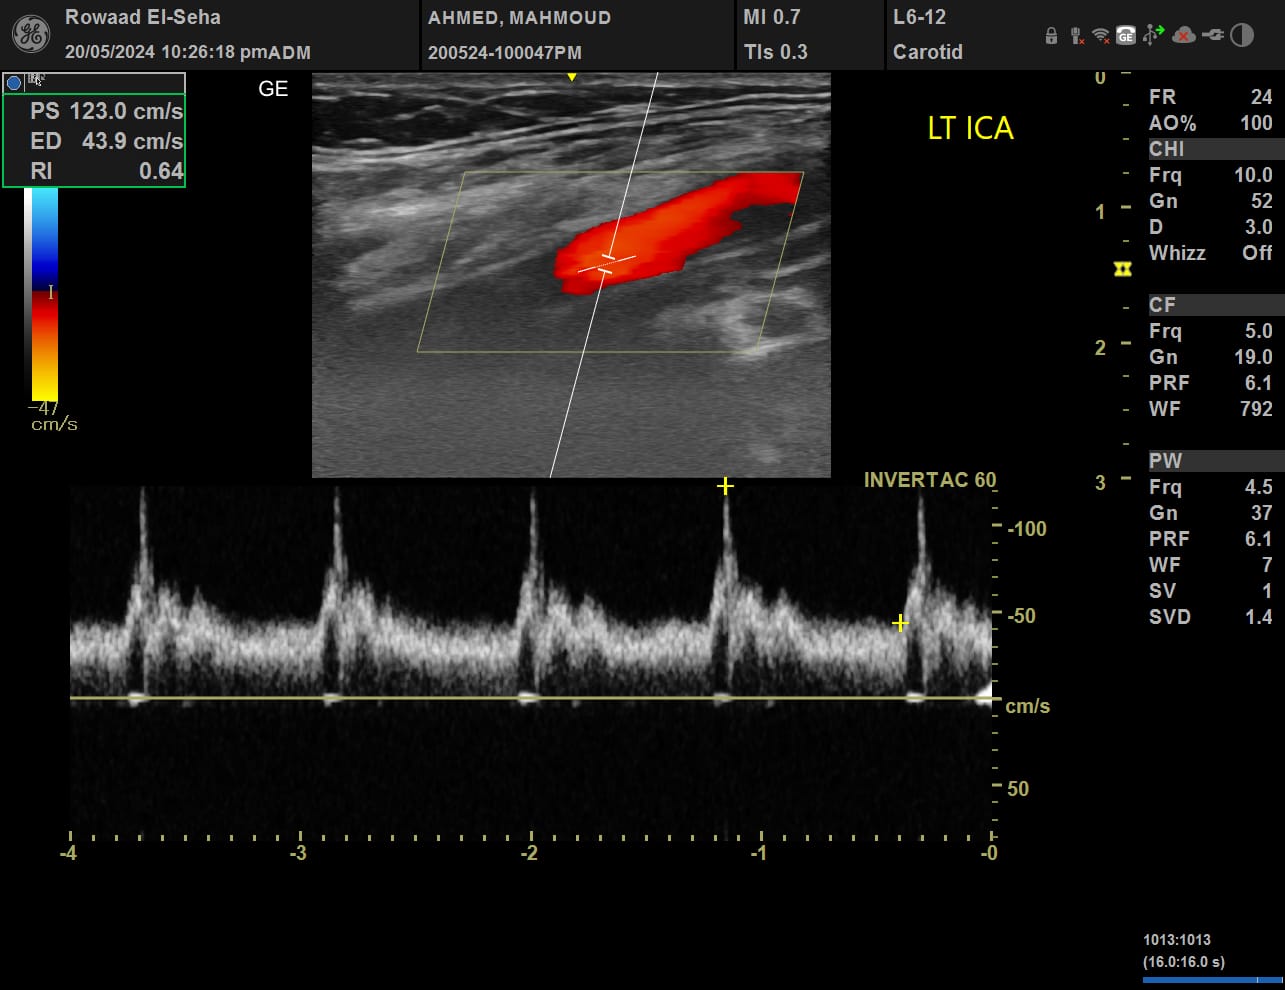 Rowaad El-Seha
20/05/2024 10:26:18 pmADM
AHMED, MAHMOUD
200524-100047PM
MI 0.7
TIs 0.3
L6-12
Carotid
GE
PS 123.0 cm/s
ED 43.9 cm/s
RI 0.64
GE
LT ICA
-47
cm/s
0
1
2
3
FR 24
AO% 100
CHI
Frq 10.0
Gn 52
D 3.0
Whizz Off
CF
Frq 5.0
Gn 19.0
PRF 6.1
WF 792
PW
Frq 4.5
Gn 37
PRF 6.1
WF 7
SV 1
SVD 1.4
INVERTAC 60
-100
-50
cm/s
50
-4 -3 -2 -1 -0
1013:1013
(16.0:16.0 s)